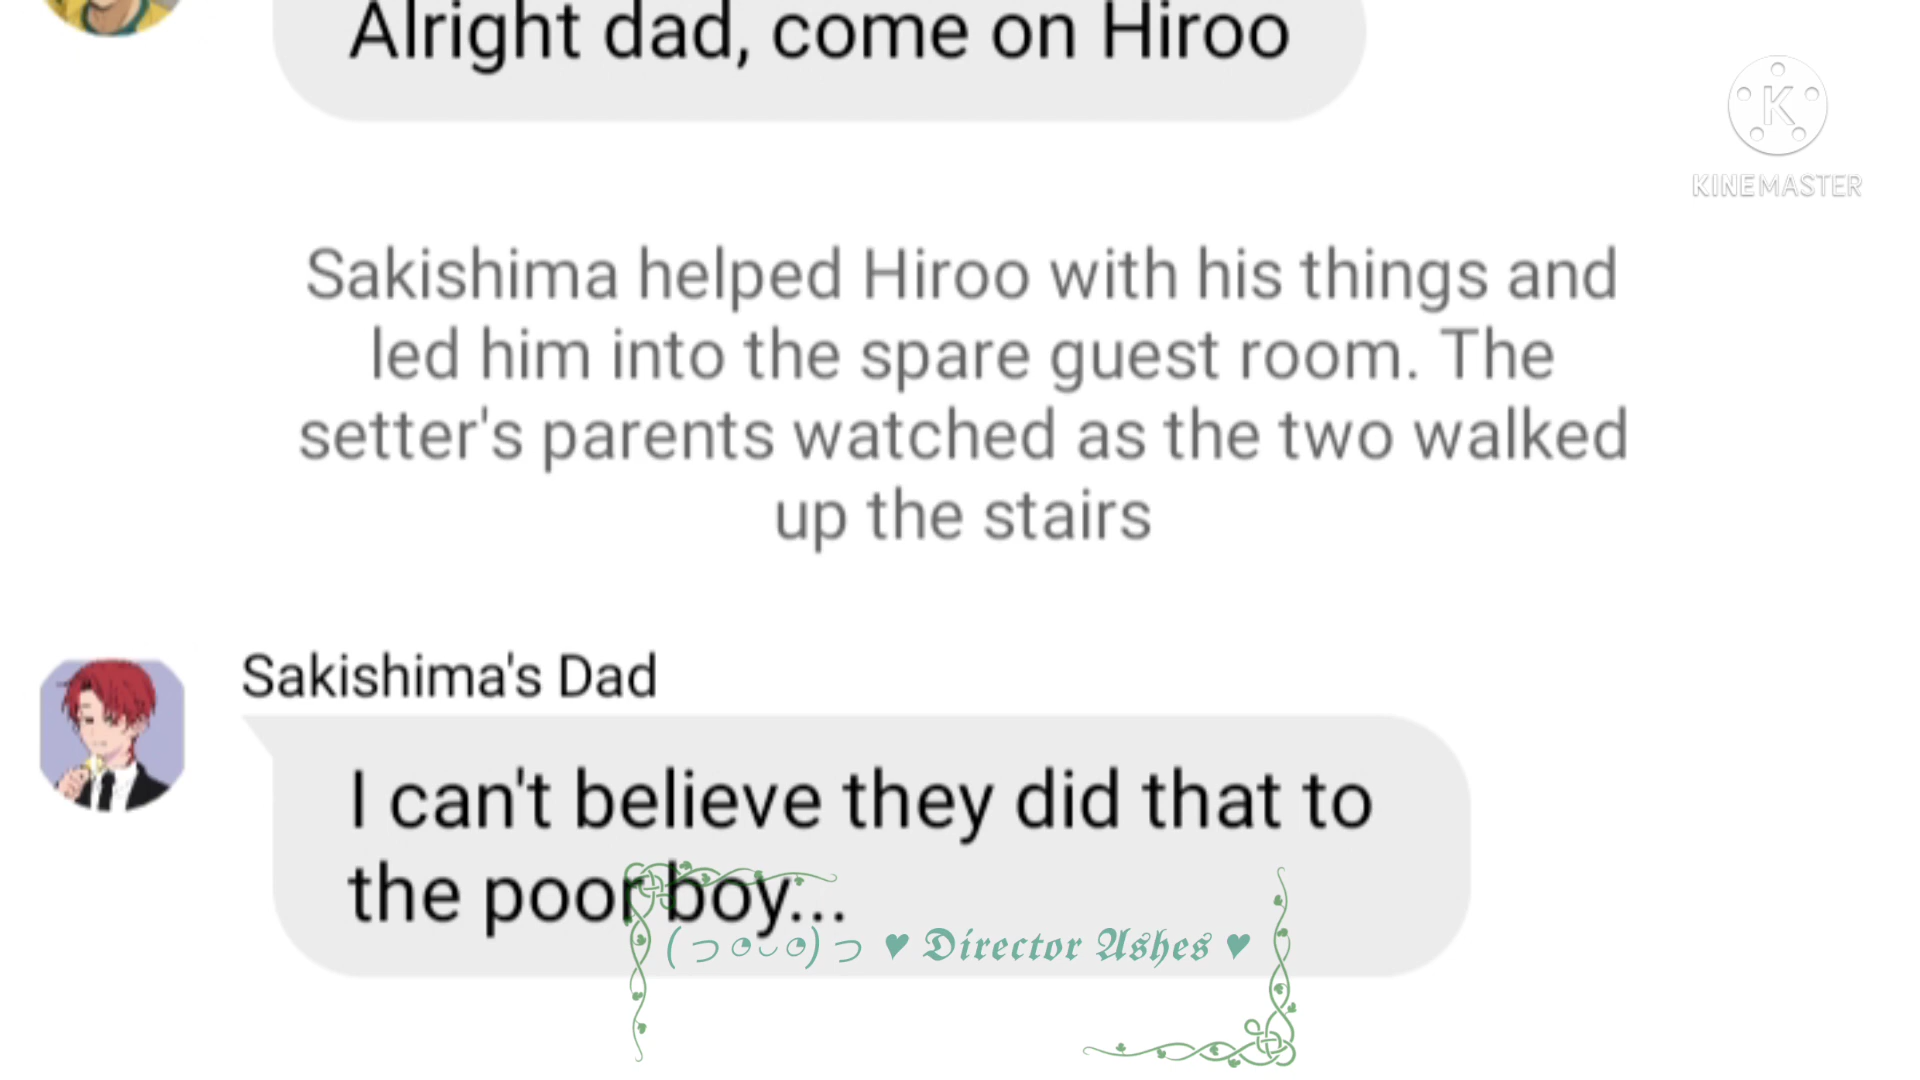 Alright dad, come on Hiroo
K
KINEMASTER
Sakishima helped Hiroo with his things and
led him into the spare guest room. The
setter's parents watched as the two walked
up the stairs
Sakishima's Dad
I can't believe they did that to
the poor boy...
(つ◔◡◔)つ ♥ Director Ashes ♥